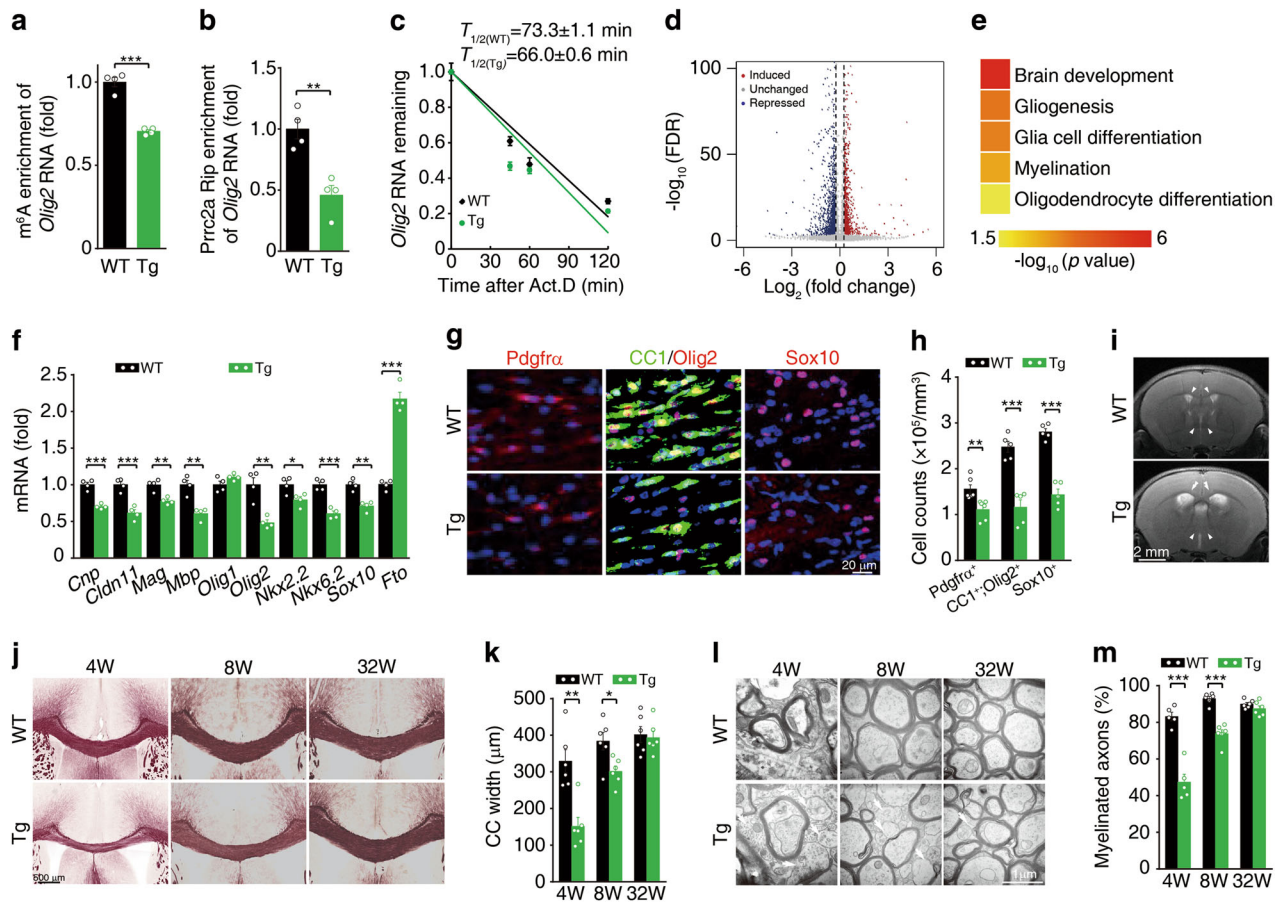 a
m⁶A enrichment of
Olig2 RNA (fold)
1.0
0.5
0
***
WT Tg
b
Prrc2a Rip enrichment
of Olig2 RNA (fold)
1.5
1.0
0.5
0
**
WT Tg
c
T1/2(WT)=73.3±1.1 min
T1/2(Tg)=66.0±0.6 min
Olig2 RNA remaining
1.0
0.8
0.6
0.4
0.2
0
WT
Tg
0 30 60 90 120
Time after Act.D (min)
d
-log10 (FDR)
100
50
0
Induced
Unchanged
Repressed
-6 -3 0 3 6
Log2 (fold change)
e
Brain development
Gliogenesis
Glia cell differentiation
Myelination
Oligodendrocyte differentiation
1.5 6
-log10 (p value)
f
WT Tg
mRNA (fold)
2.5
2.0
1.5
1.0
0.5
0
*** *** ** ** ** * *** ** ***
Cnp Cldn11 Mag Mbp Olig1 Olig2 Nkx2.2 Nkx6.2 Sox10 Fto
g
Pdgfrα CC1/Olig2 Sox10
WT
Tg
20 μm
h
WT
Tg
Cell counts (×10⁵/mm³)
4
3
2
1
0
** *** ***
Pdgfrα⁺ CC1⁺;Olig2⁺ Sox10⁺
i
WT
Tg
2 mm
j
4W 8W 32W
WT
Tg
500 μm
k
WT Tg
CC width (μm)
500
400
300
200
100
0
** *
4W 8W 32W
l
4W 8W 32W
WT
Tg
1μm
m
WT Tg
Myelinated axons (%)
100
80
60
40
20
0
*** ***
4W 8W 32W